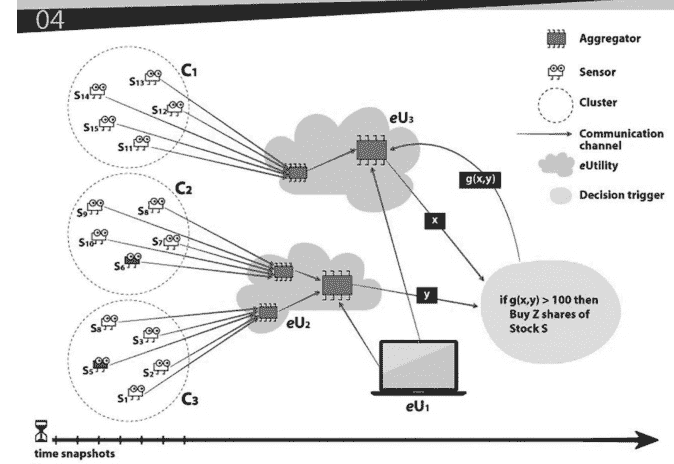 04
C1
S13
S14
S12
S15
S11
C2
S9
S8
S10
S7
S6
S8
S3
S5
S2
S1
C3
eU3
eU2
eU1
g(x,y)
x
y
if g(x,y) > 100 then
Buy Z shares of
Stock S
Aggregator
Sensor
Cluster
Communication
channel
eUtility
Decision trigger
time snapshots